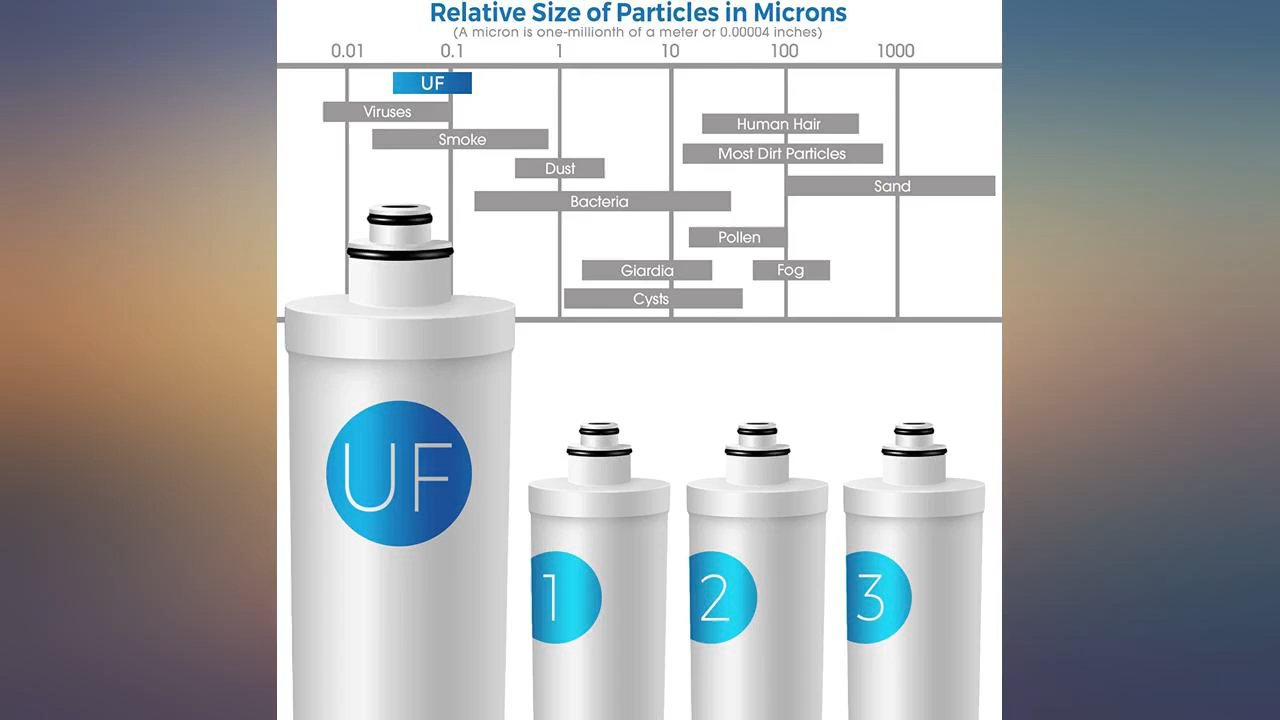 Relative Size of Particles in Microns
(A micron is one-millionth of a meter or 0.00004 inches)
0.01 0.1 1 10 100 1000
UF
Viruses
Human Hair
Smoke
Most Dirt Particles
Dust
Sand
Bacteria
Pollen
Giardia
Fog
Cysts
UF
1
2
3